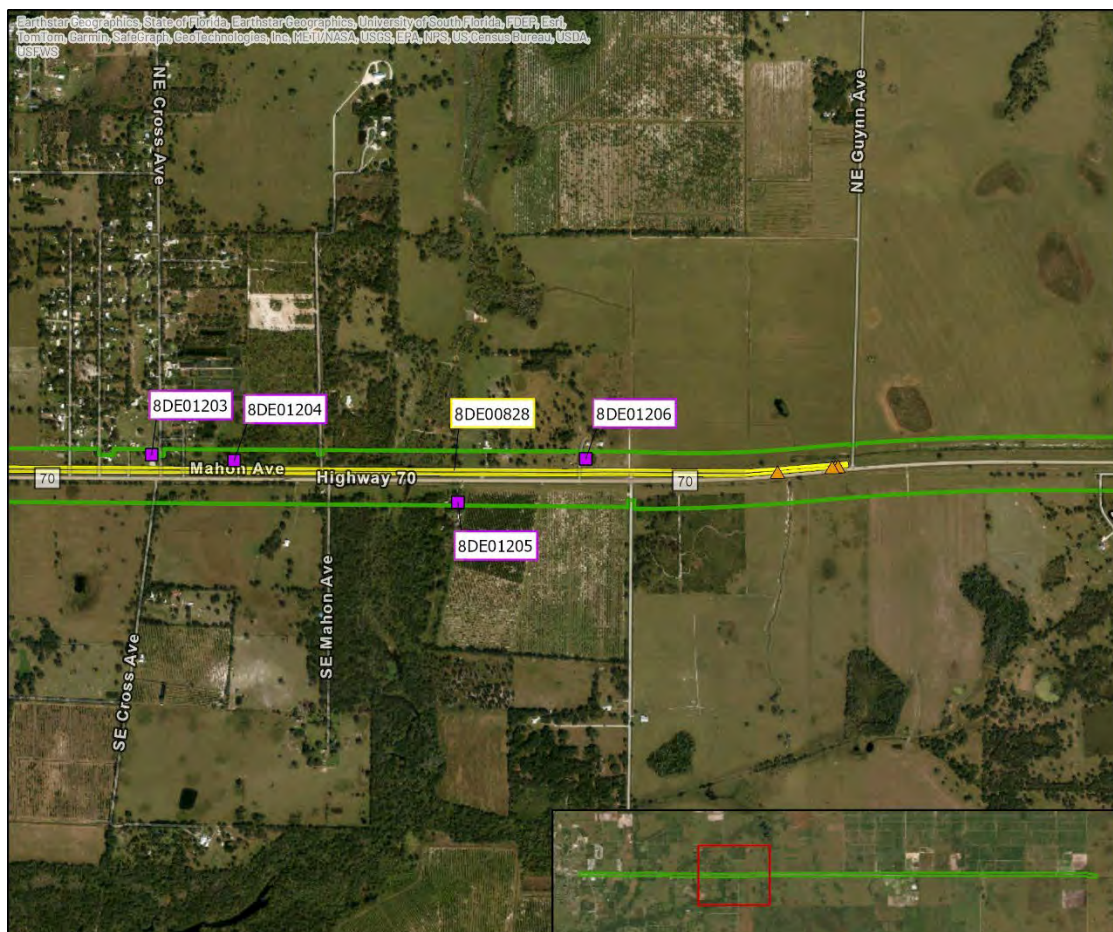 Earthstar Geographics, State of Florida, Earthstar Geographics, University of South Florida, FDEP, Esri,
TomTom, Garmin, SafeGraph, GeoTechnologies, Inc, METI/NASA, USGS, EPA, NPS, US Census Bureau, USDA,
USFWS
NE Cross Ave
NE Guynn Ave
8DE01203
8DE01204
8DE00828
8DE01206
Mahon Ave
70
Highway 70
70
8DE01205
SE Cross Ave
SE Mahon Ave